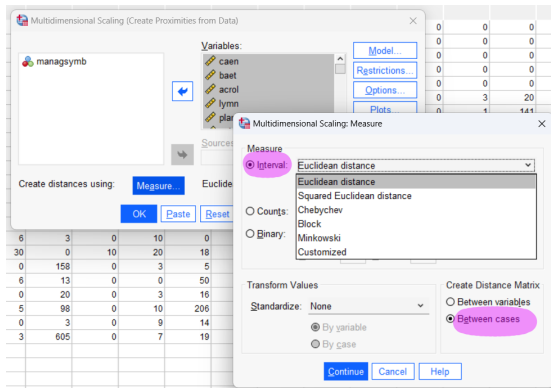 Multidimensional Scaling (Create Proximities from Data)
Variables:
managsymb
caen
baet
acrol
lymn
Model...
Restrictions...
Options...
Plots...
Sources
Create distances using:
Measure...
OK
Paste
Reset
0 0 0
0 0 0
0 0 0
0 0 0
0 0 0
0 3 20
0 1 141
Multidimensional Scaling: Measure
Measure
Interval:
Euclidean distance
Euclidean distance
Squared Euclidean distance
Chebychev
Block
Minkowski
Customized
Counts:
Binary:
Transform Values
Standardize:
None
By variable
By case
Create Distance Matrix
Between variables
Between cases
Continue
Cancel
Help
6 3 0 10 0
30 0 10 20 18
0 158 0 3 5
6 13 0 0 50
0 20 0 3 16
5 98 0 10 206
0 3 0 9 14
3 605 0 7 19